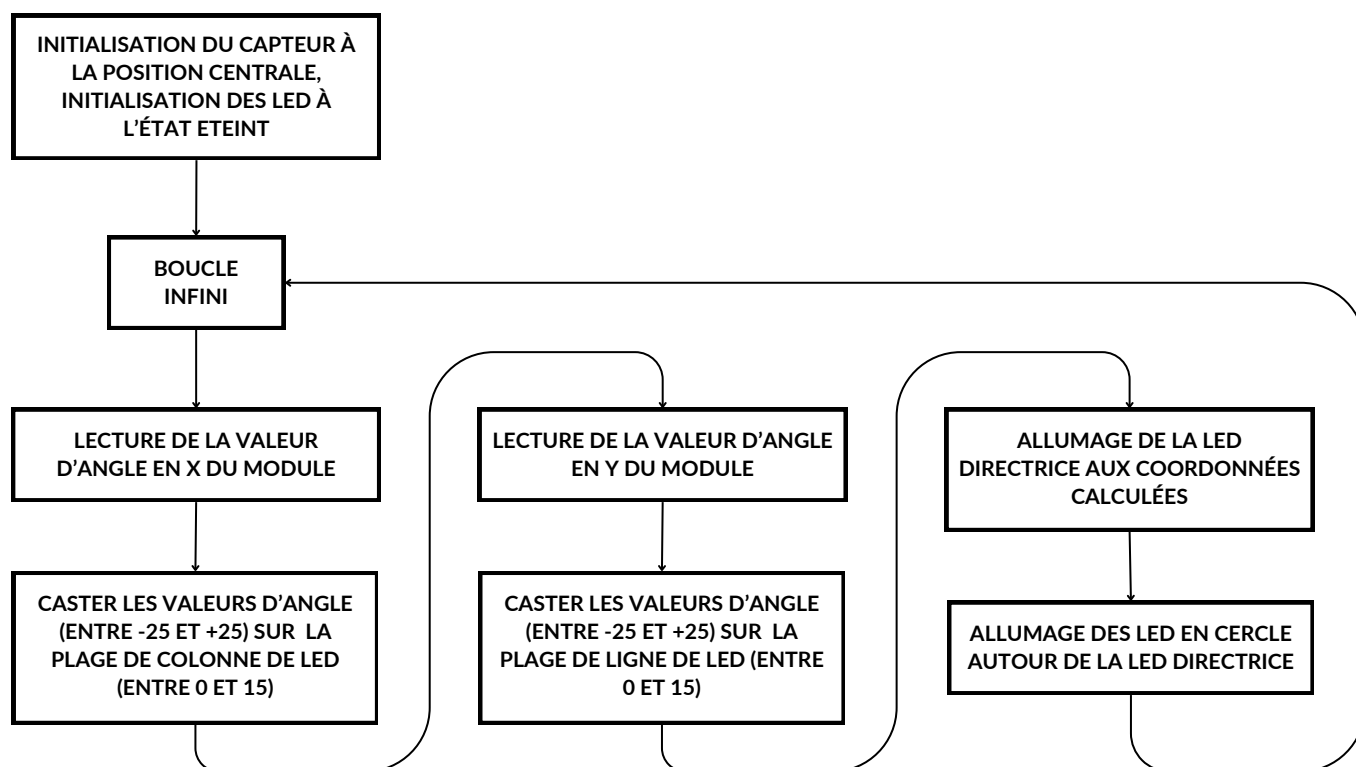 INITIALISATION DU CAPTEUR À
LA POSITION CENTRALE,
INITIALISATION DES LED À
L'ÉTAT ETEINT
BOUCLE
INFINI
LECTURE DE LA VALEUR
D'ANGLE EN X DU MODULE
CASTER LES VALEURS D'ANGLE
(ENTRE -25 ET +25) SUR LA
PLAGE DE COLONNE DE LED
(ENTRE 0 ET 15)
LECTURE DE LA VALEUR D'ANGLE
EN Y DU MODULE
CASTER LES VALEURS D'ANGLE
(ENTRE -25 ET +25) SUR LA
PLAGE DE LIGNE DE LED (ENTRE
0 ET 15)
ALLUMAGE DE LA LED
DIRECTRICE AUX COORDONNÉES
CALCULÉES
ALLUMAGE DES LED EN CERCLE
AUTOUR DE LA LED DIRECTRICE